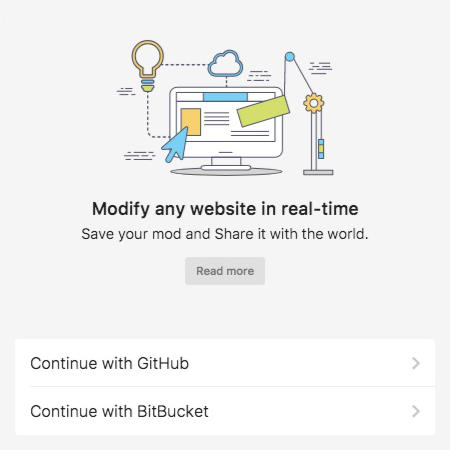 Modify any website in real-time
Save your mod and Share it with the world.
Read more
Continue with GitHub
Continue with BitBucket